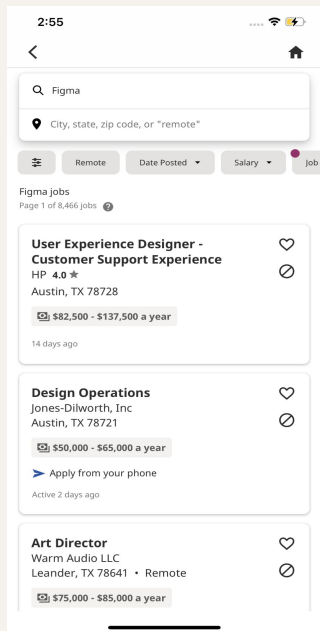 2:55
Figma
City, state, zip code, or "remote"
Remote
Date Posted
Salary
Job
Figma jobs
Page 1 of 8,466 jobs ?
User Experience Designer -
Customer Support Experience
HP 4.0 ★
Austin, TX 78728
$82,500 - $137,500 a year
14 days ago
Design Operations
Jones-Dilworth, Inc
Austin, TX 78721
$50,000 - $65,000 a year
Apply from your phone
Active 2 days ago
Art Director
Warm Audio LLC
Leander, TX 78641 • Remote
$75,000 - $85,000 a year